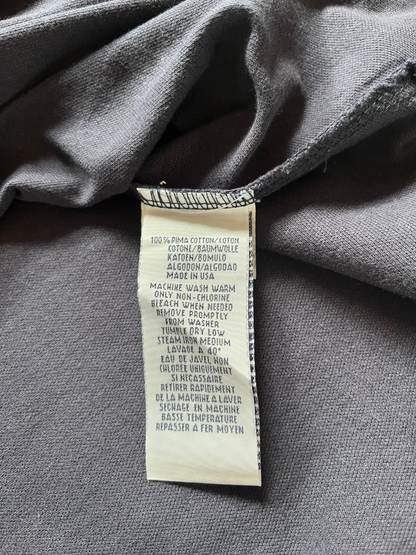 100% PIMA COTTON/COTON
COTONE/BAUMWOLLE
KATOEN/BOMULD
ALGODON/ALGODAO
MADE IN USA
MACHINE WASH WARM
ONLY NON-CHLORINE
BLEACH WHEN NEEDED
REMOVE PROMPTLY
FROM WASHER
TUMBLE DRY LOW
STEAM IRON MEDIUM
LAVAGE A 40°
EAU DE JAVEL NON
CHLOREE UNIQUEMENT
SI NECASSAIRE
RETIRER RAPIDEMENT
DE LA MACHINE A LAVER
SECHAGE EN MACHINE
BASSE TEMPERATURE
REPASSER A FER MOYEN